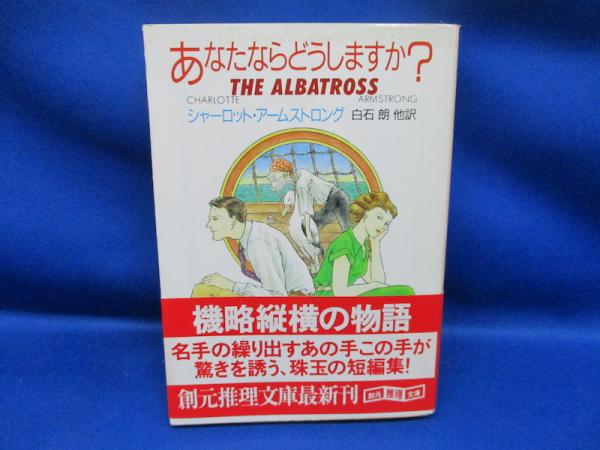 あなたならどうしますか?
THE ALBATROSS
CHARLOTTE ARMSTRONG
シャーロット・アームストロング 白石 朗 他訳
機略縦横の物語
名手の繰り出すあの手この手が
驚きを誘う、珠玉の短編集!
創元推理文庫最新刊 創元推理文庫